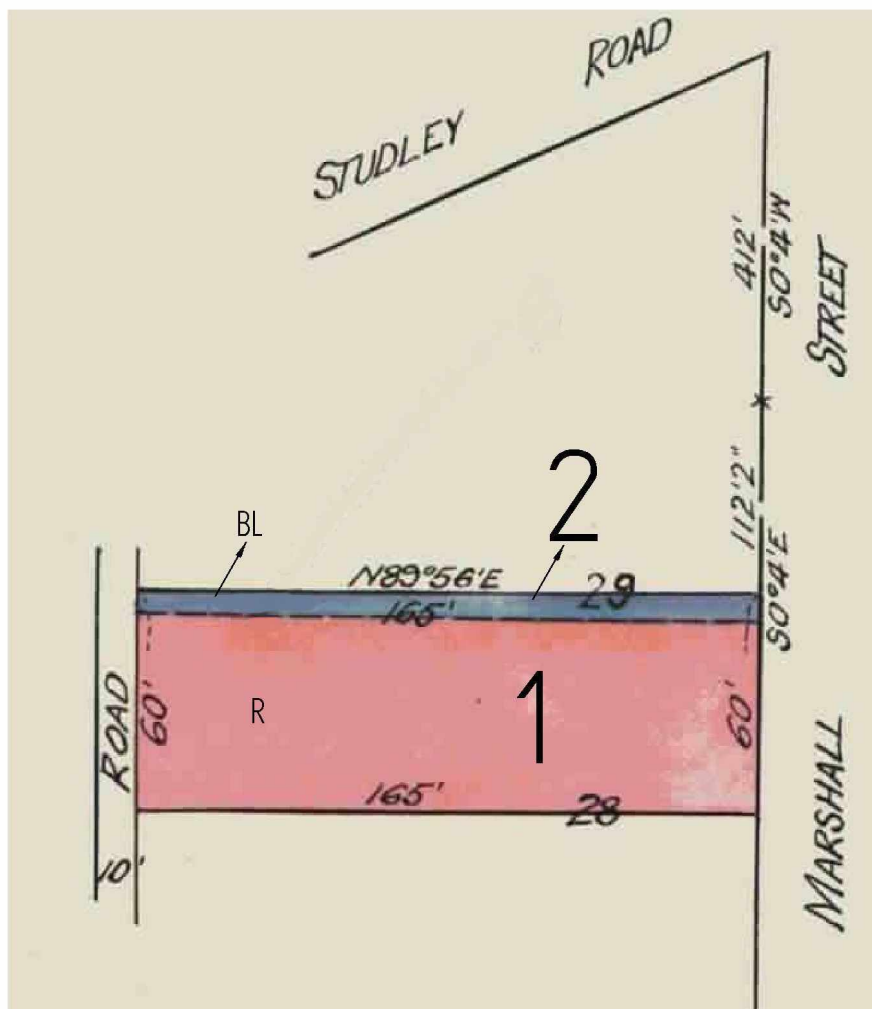 STUDLEY ROAD
412'
S0°4'W
STREET
112'2"
S0°4'E
2
BL
N89°56'E
29
165'
1
R
60'
60'
ROAD
165'
28
10'
MARSHALL